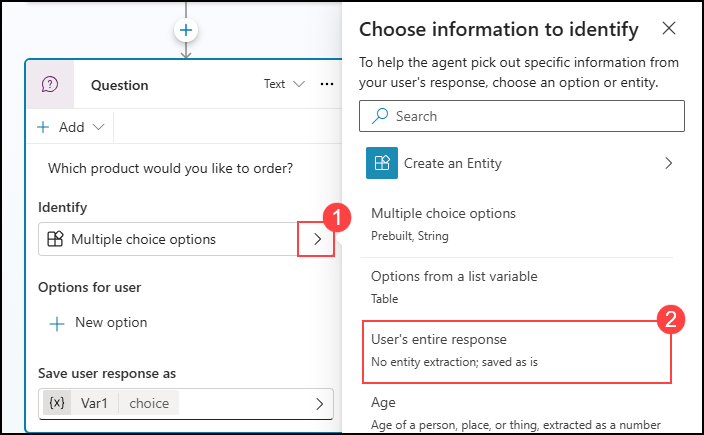 Question
Text
Add
Which product would you like to order?
Identify
1
Multiple choice options
Options for user
New option
Save user response as
{x} Var1 choice
Choose information to identify
To help the agent pick out specific information from
your user's response, choose an option or entity.
Search
Create an Entity
Multiple choice options
Prebuilt, String
Options from a list variable
Table
2
User's entire response
No entity extraction; saved as is
Age
Age of a person, place, or thing, extracted as a number